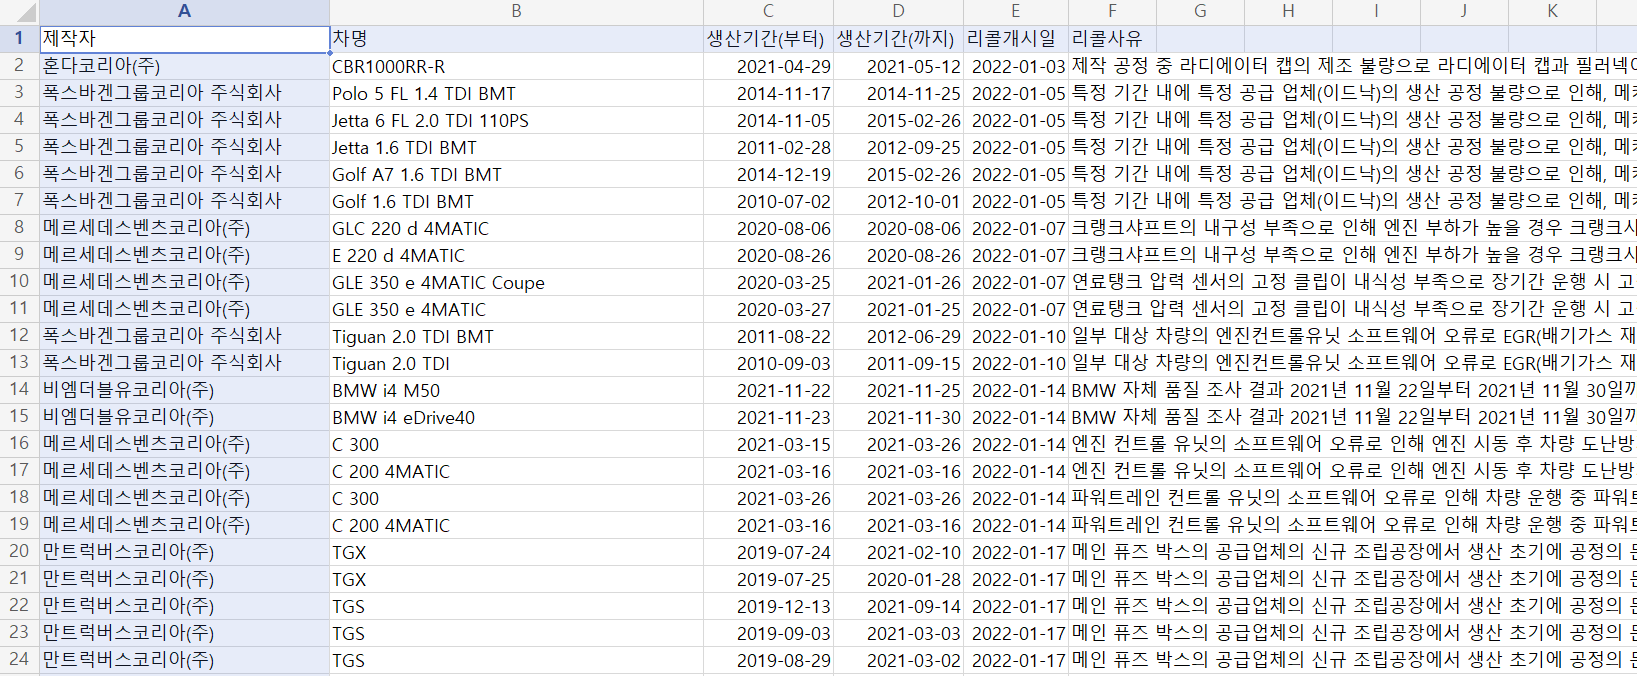 A B C D E F G H I J K
1 제작자 차명 생산기간(부터) 생산기간(까지) 리콜개시일 리콜사유
2 혼다코리아(주) CBR1000RR-R 2021-04-29 2021-05-12 2022-01-03 제작 공정 중 라디에이터 캡의 제조 불량으로 라디에이터 캡과 필러넥
3 폭스바겐그룹코리아 주식회사 Polo 5 FL 1.4 TDI BMT 2014-11-17 2014-11-25 2022-01-05 특정 기간 내에 특정 공급 업체(이드낙)의 생산 공정 불량으로 인해,
4 폭스바겐그룹코리아 주식회사 Jetta 6 FL 2.0 TDI 110PS 2014-11-05 2015-02-26 2022-01-05 특정 기간 내에 특정 공급 업체(이드낙)의 생산 공정 불량으로 인해,
5 폭스바겐그룹코리아 주식회사 Jetta 1.6 TDI BMT 2011-02-28 2012-09-25 2022-01-05 특정 기간 내에 특정 공급 업체(이드낙)의 생산 공정 불량으로 인해,
6 폭스바겐그룹코리아 주식회사 Golf A7 1.6 TDI BMT 2014-12-19 2015-02-26 2022-01-05 특정 기간 내에 특정 공급 업체(이드낙)의 생산 공정 불량으로 인해,
7 폭스바겐그룹코리아 주식회사 Golf 1.6 TDI BMT 2010-07-02 2012-10-01 2022-01-05 특정 기간 내에 특정 공급 업체(이드낙)의 생산 공정 불량으로 인해,
8 메르세데스벤츠코리아(주) GLC 220 d 4MATIC 2020-08-06 2020-08-06 2022-01-07 크랭크샤프트의 내구성 부족으로 인해 엔진 부하가 높을 경우 크랭크
9 메르세데스벤츠코리아(주) E 220 d 4MATIC 2020-08-26 2020-08-26 2022-01-07 크랭크샤프트의 내구성 부족으로 인해 엔진 부하가 높을 경우 크랭크
10 메르세데스벤츠코리아(주) GLE 350 e 4MATIC Coupe 2020-03-25 2021-01-26 2022-01-07 연료탱크 압력 센서의 고정 클립이 내식성 부족으로 장기간 운행 시 고
11 메르세데스벤츠코리아(주) GLE 350 e 4MATIC 2020-03-27 2021-01-25 2022-01-07 연료탱크 압력 센서의 고정 클립이 내식성 부족으로 장기간 운행 시 고
12 폭스바겐그룹코리아 주식회사 Tiguan 2.0 TDI BMT 2011-08-22 2012-06-29 2022-01-10 일부 대상 차량의 엔진컨트롤유닛 소프트웨어 오류로 EGR(배기가스 재
13 폭스바겐그룹코리아 주식회사 Tiguan 2.0 TDI 2010-09-03 2011-09-15 2022-01-10 일부 대상 차량의 엔진컨트롤유닛 소프트웨어 오류로 EGR(배기가스 재
14 비엠더블유코리아(주) BMW i4 M50 2021-11-22 2021-11-25 2022-01-14 BMW 자체 품질 조사 결과 2021년 11월 22일부터 2021년 11월 30일
15 비엠더블유코리아(주) BMW i4 eDrive40 2021-11-23 2021-11-30 2022-01-14 BMW 자체 품질 조사 결과 2021년 11월 22일부터 2021년 11월 30일
16 메르세데스벤츠코리아(주) C 300 2021-03-15 2021-03-26 2022-01-14 엔진 컨트롤 유닛의 소프트웨어 오류로 인해 엔진 시동 후 차량 도난방
17 메르세데스벤츠코리아(주) C 200 4MATIC 2021-03-16 2021-03-16 2022-01-14 엔진 컨트롤 유닛의 소프트웨어 오류로 인해 엔진 시동 후 차량 도난방
18 메르세데스벤츠코리아(주) C 300 2021-03-26 2021-03-26 2022-01-14 파워트레인 컨트롤 유닛의 소프트웨어 오류로 인해 차량 운행 중 파워
19 메르세데스벤츠코리아(주) C 200 4MATIC 2021-03-16 2021-03-16 2022-01-14 파워트레인 컨트롤 유닛의 소프트웨어 오류로 인해 차량 운행 중 파워
20 만트럭버스코리아(주) TGX 2019-07-24 2021-02-10 2022-01-17 메인 퓨즈 박스의 공급업체의 신규 조립공장에서 생산 초기에 공정의
21 만트럭버스코리아(주) TGX 2019-07-25 2020-01-28 2022-01-17 메인 퓨즈 박스의 공급업체의 신규 조립공장에서 생산 초기에 공정의
22 만트럭버스코리아(주) TGS 2019-12-13 2021-09-14 2022-01-17 메인 퓨즈 박스의 공급업체의 신규 조립공장에서 생산 초기에 공정의
23 만트럭버스코리아(주) TGS 2019-09-03 2021-03-03 2022-01-17 메인 퓨즈 박스의 공급업체의 신규 조립공장에서 생산 초기에 공정의
24 만트럭버스코리아(주) TGS 2019-08-29 2021-03-02 2022-01-17 메인 퓨즈 박스의 공급업체의 신규 조립공장에서 생산 초기에 공정의